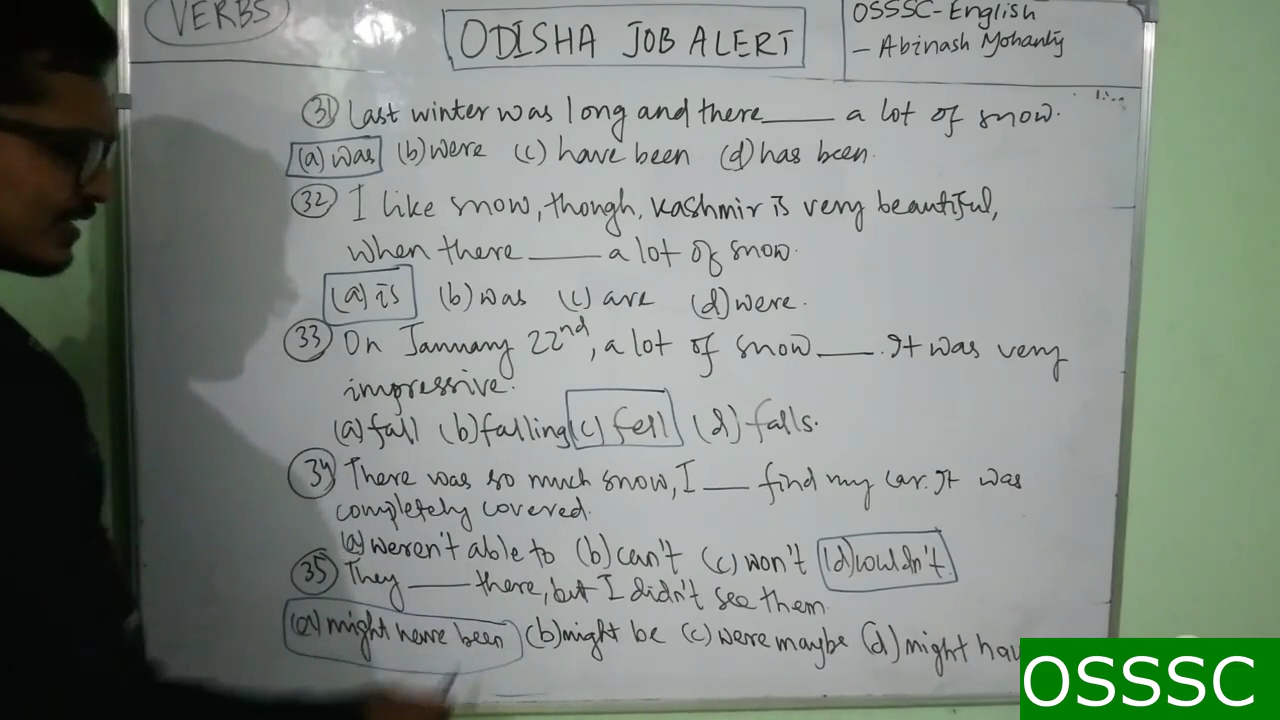 VERBS
ODISHA JOB ALERT
OSSSC-English
- Abinash Mohanty
(31) Last winter was long and there____ a lot of snow.
(a) was (b) were (c) have been (d) has been.
(32) I like snow, though, Kashmir is very beautiful,
when there ____ a lot of snow.
(a) is (b) was (c) are (d) were.
(33) On January 22nd, a lot of snow ____. It was very
impressive.
(a) fall (b) falling (c) fell (d) falls.
(34) There was so much snow, I ___ find my car. It was
completely covered.
(a) weren't able to (b) can't (c) won't (d) couldn't.
(35) They ____ there, but I didn't see them.
(a) might have been (b) might be (c) were maybe (d) might hav
OSSSC